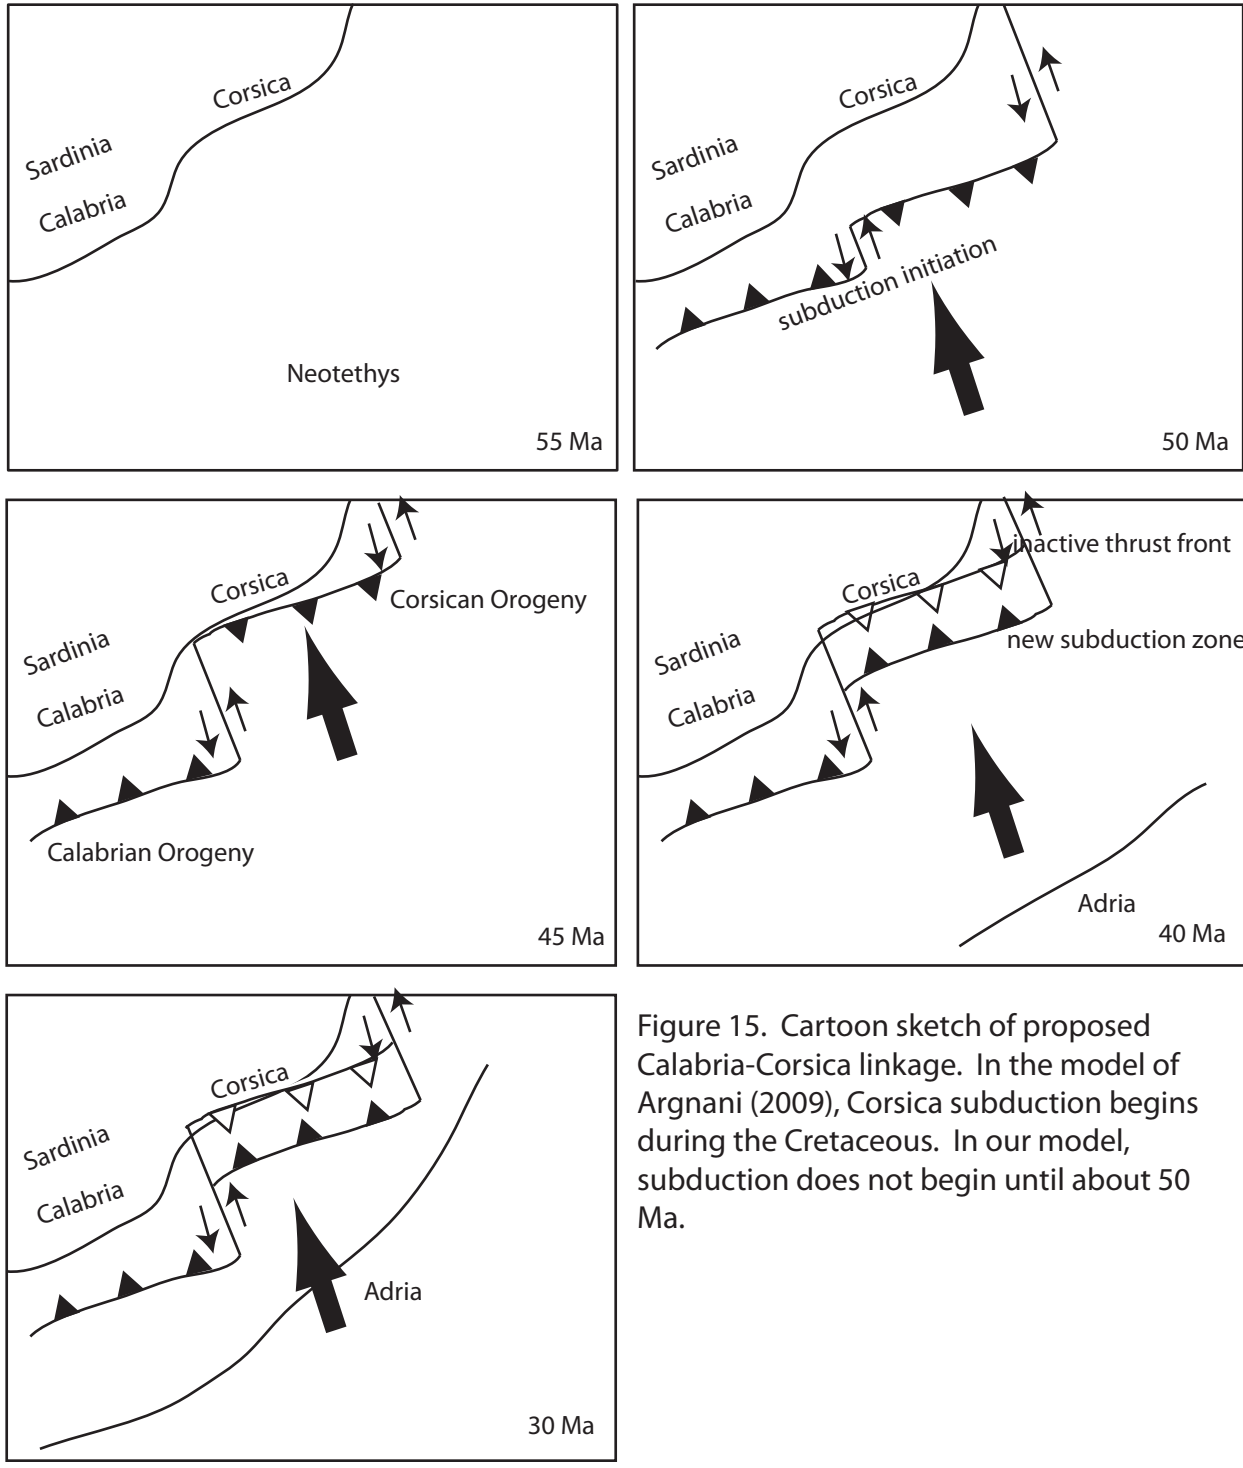 Corsica
Sardinia
Calabria
Neotethys
55 Ma
Corsica
Sardinia
Calabria
subduction initiation
50 Ma
Corsica
Corsican Orogeny
Sardinia
Calabria
Calabrian Orogeny
45 Ma
inactive thrust front
Corsica
Sardinia
new subduction zone
Calabria
Adria
40 Ma
Corsica
Sardinia
Calabria
Adria
30 Ma
Figure 15.  Cartoon sketch of proposed
Calabria-Corsica linkage.  In the model of
Argnani (2009), Corsica subduction begins
during the Cretaceous.  In our model,
subduction does not begin until about 50
Ma.